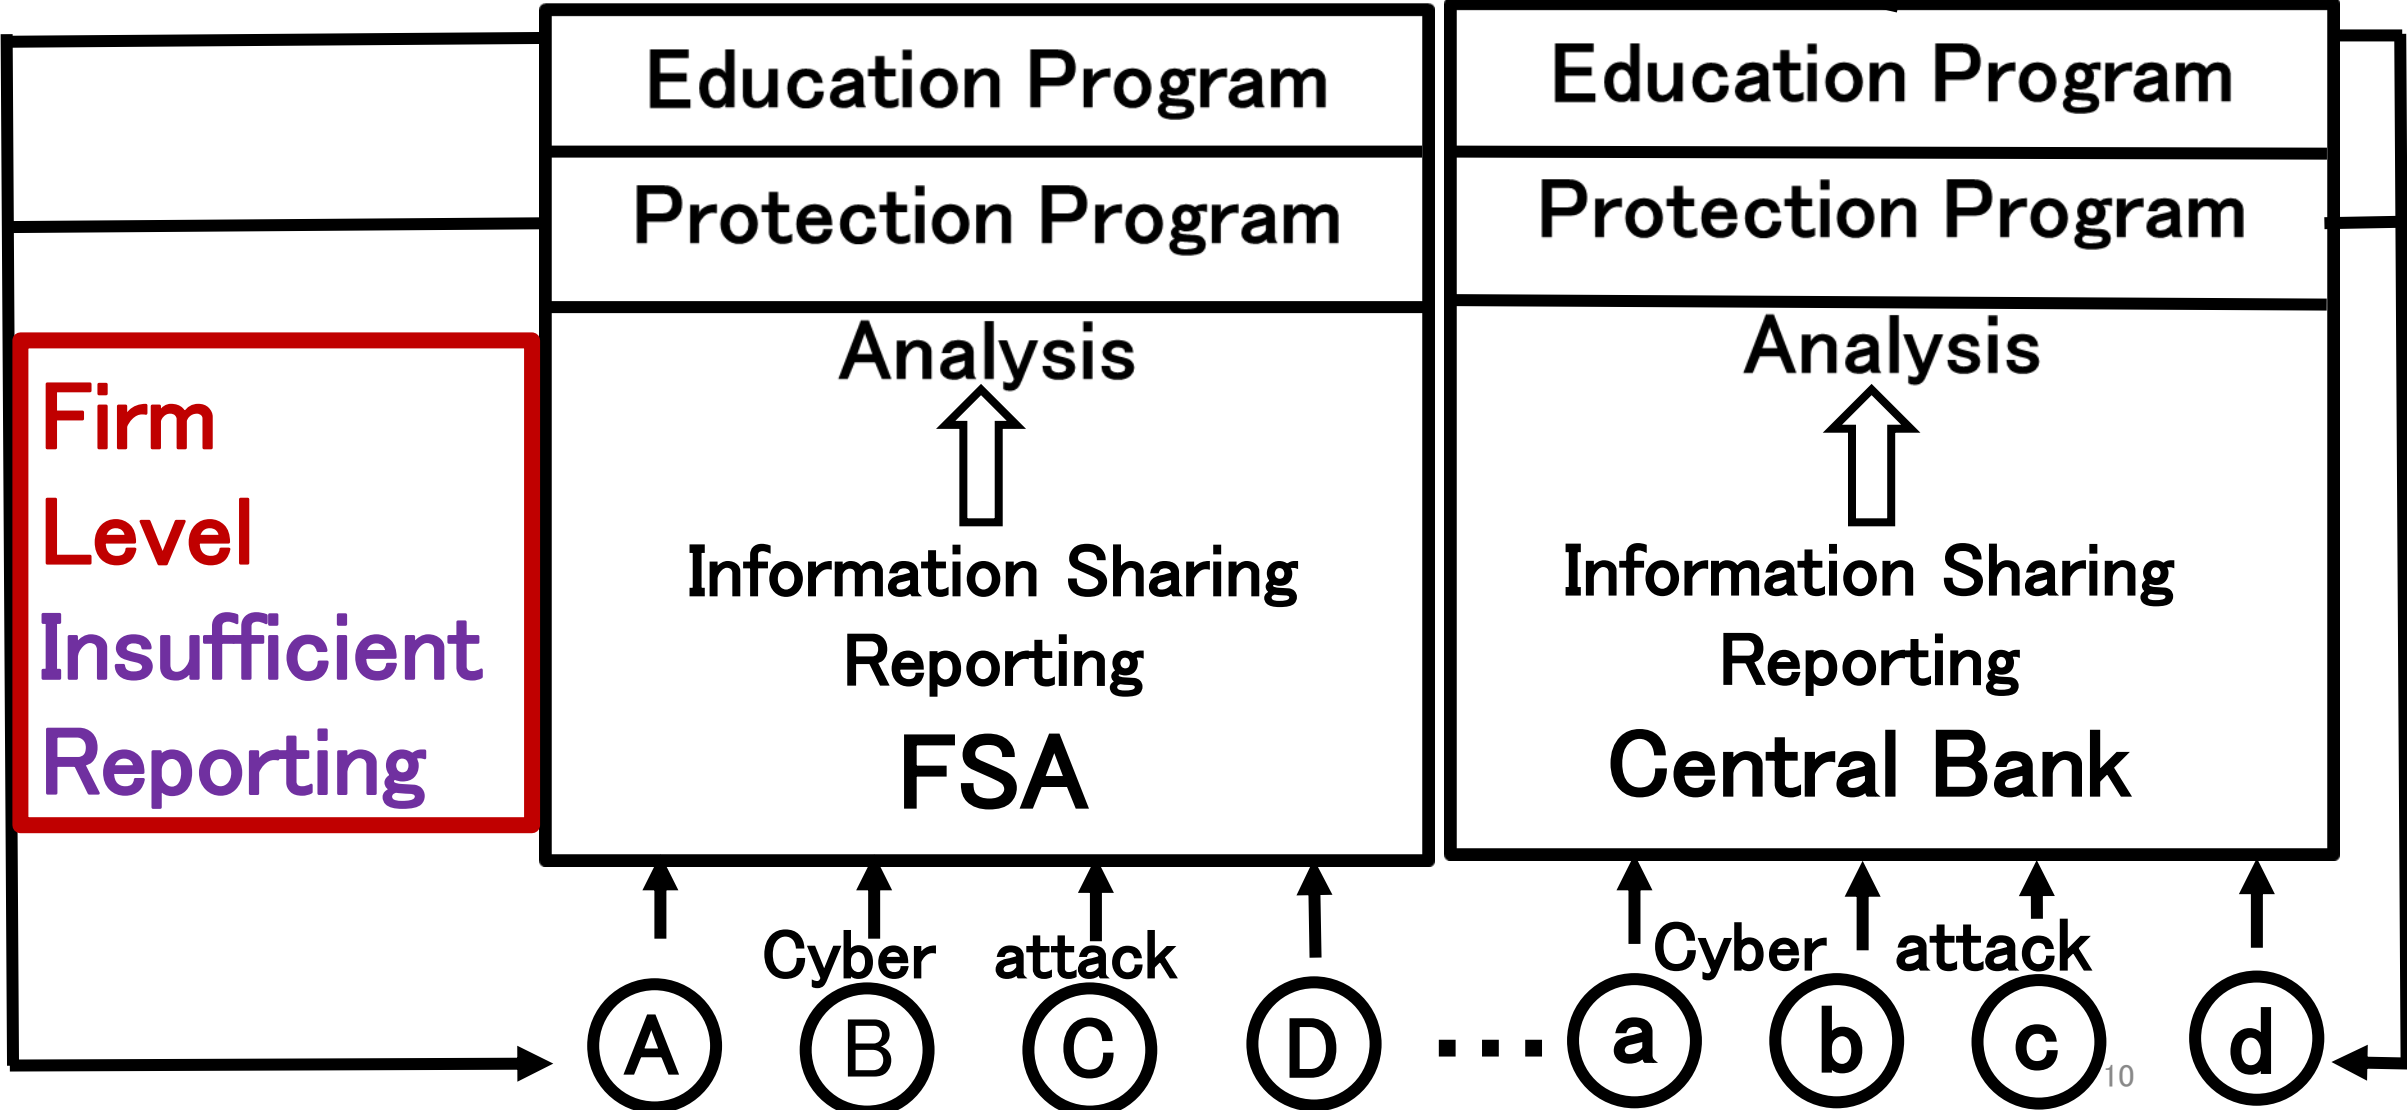 Education Program
Protection Program
Analysis
Information Sharing
Reporting
FSA
Education Program
Protection Program
Analysis
Information Sharing
Reporting
Central Bank
Firm
Level
Insufficient
Reporting
Cyber attack
Cyber attack
A B C D ... a b c d
10